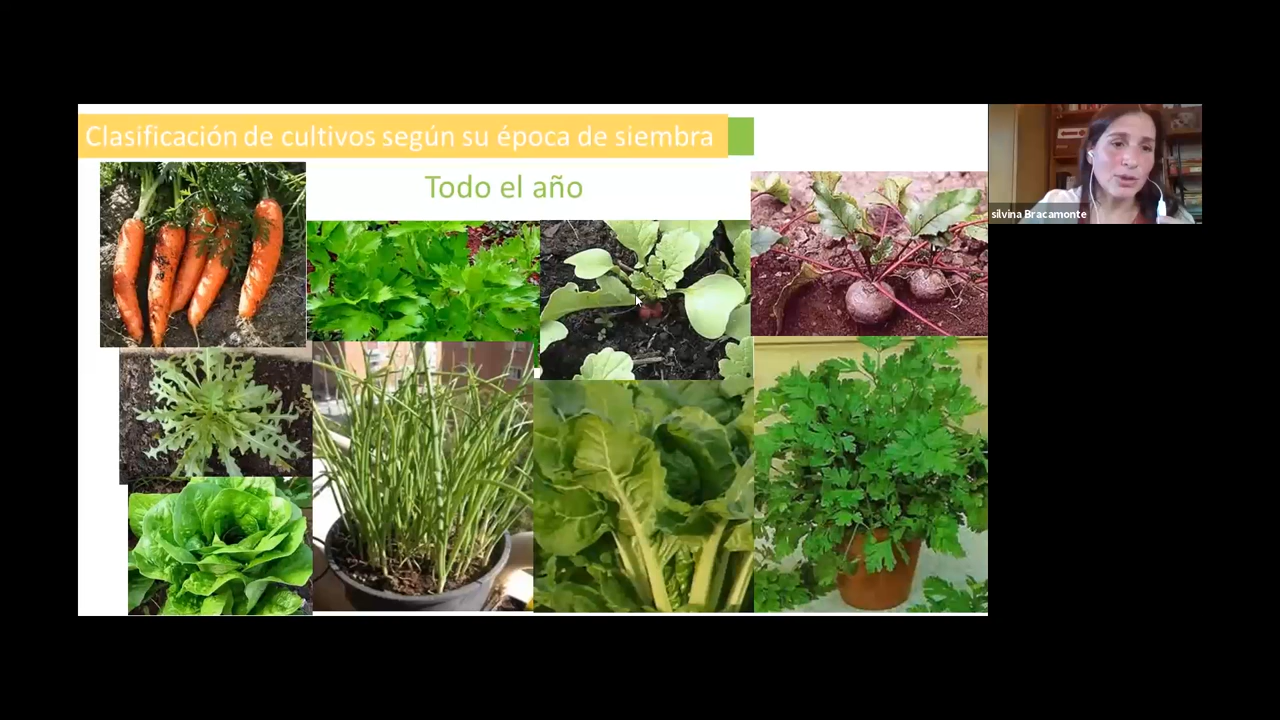 Clasificación de cultivos según su época de siembra
Todo el año
silvina Bracamonte